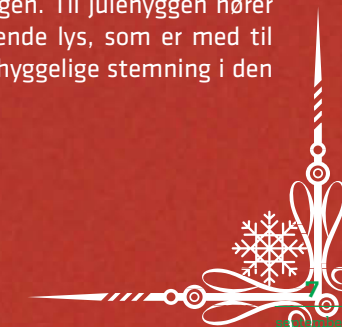 gen. Til julehyggen hører
ende lys, som er med til
hyggelige stemning i den
7